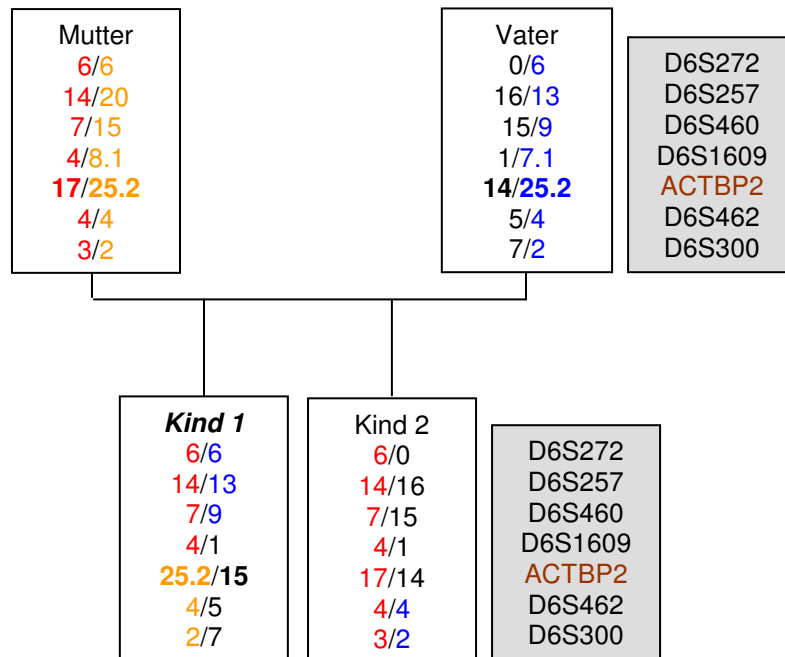 Mutter
6/6
14/20
7/15
4/8.1
17/25.2
4/4
3/2
Vater
0/6
16/13
15/9
1/7.1
14/25.2
5/4
7/2
D6S272
D6S257
D6S460
D6S1609
ACTBP2
D6S462
D6S300
Kind 1
6/6
14/13
7/9
4/1
25.2/15
4/5
2/7
Kind 2
6/0
14/16
7/15
4/1
17/14
4/4
3/2
D6S272
D6S257
D6S460
D6S1609
ACTBP2
D6S462
D6S300